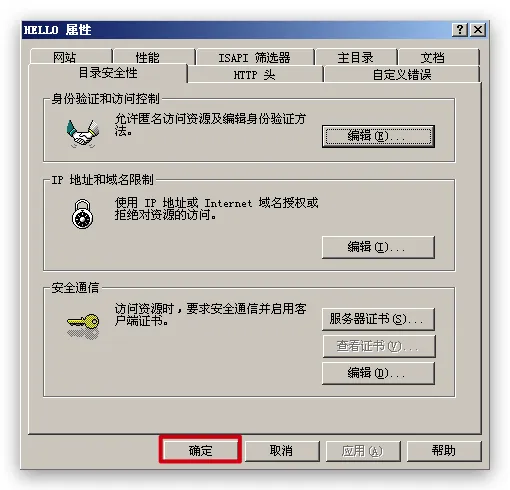 HELLO 属性
网站 性能 ISAPI 筛选器 主目录 文档
目录安全性 HTTP 头 自定义错误
身份验证和访问控制
允许匿名访问资源及编辑身份验证方
法。
编辑(E)...
IP 地址和域名限制
使用 IP 地址或 Internet 域名授权或
拒绝对资源的访问。
编辑(I)...
安全通信
访问资源时,要求安全通信并启用客
户端证书。
服务器证书(S)...
查看证书(V)...
编辑(D)...
确定 取消 应用(A) 帮助